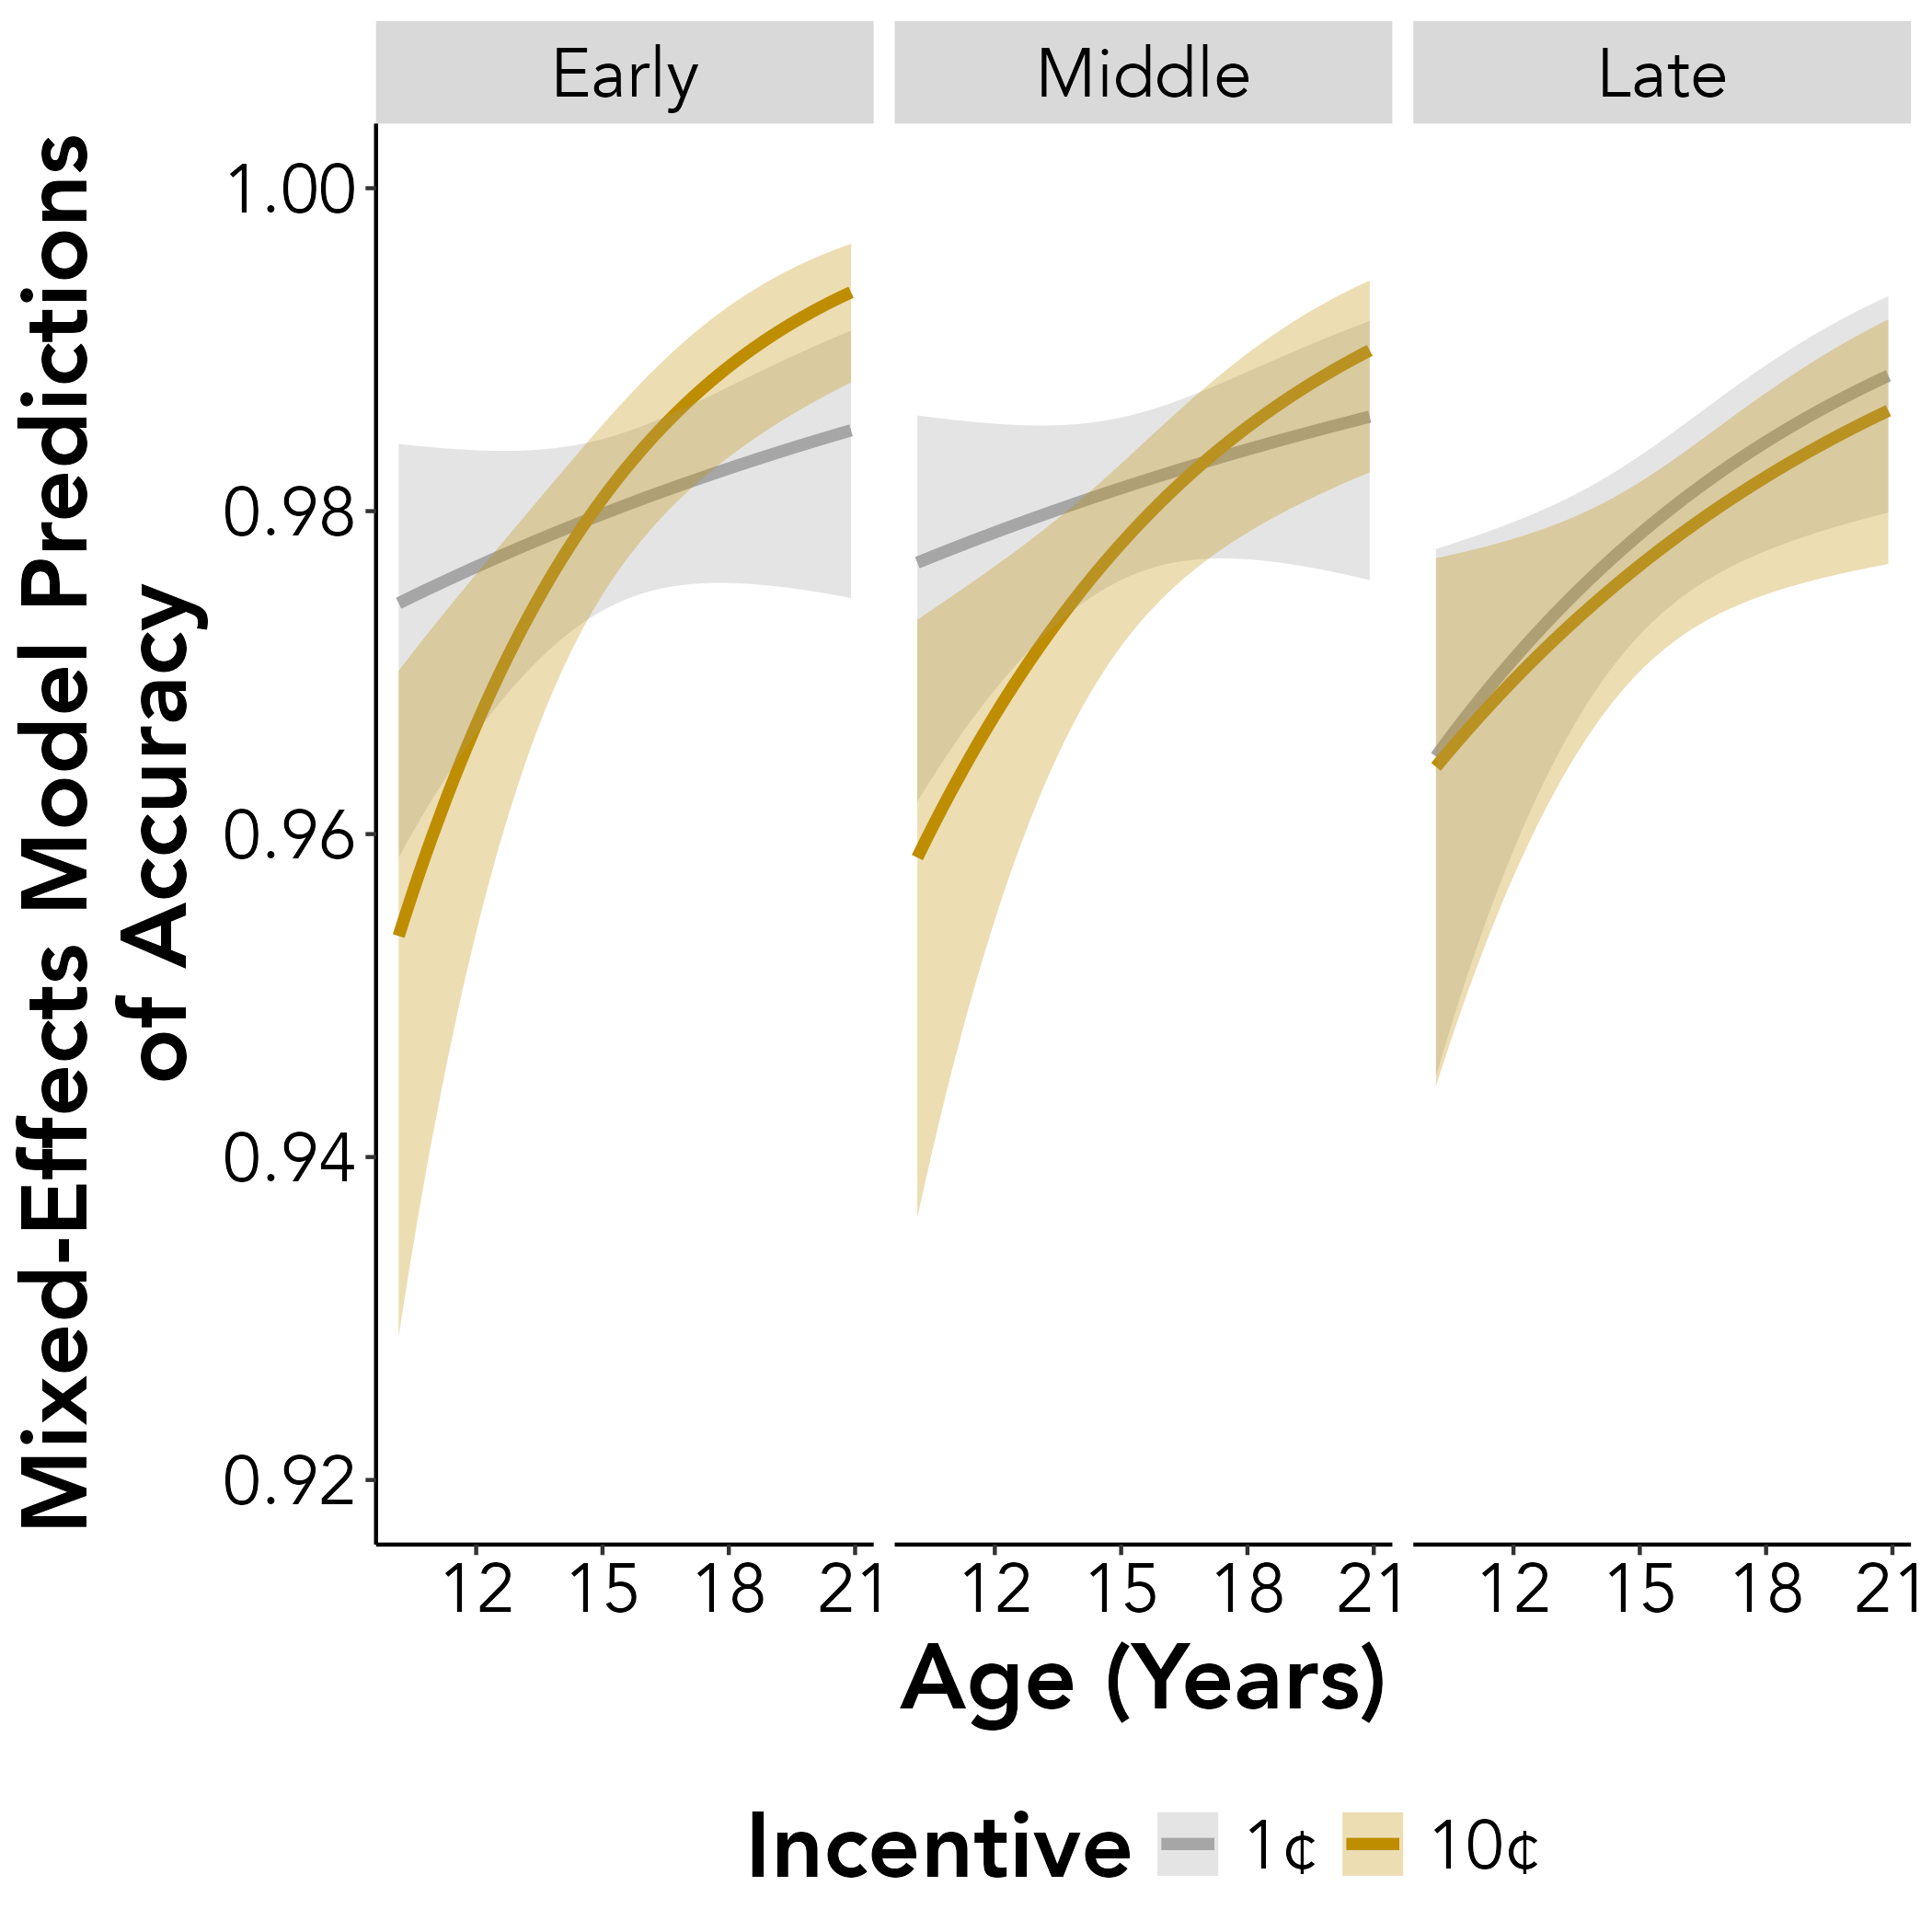 Early Middle Late
Mixed-Effects Model Predictions
of Accuracy
1.00
0.98
0.96
0.94
0.92
12 15 18 21 12 15 18 21 12 15 18 21
Age (Years)
Incentive 1¢ 10¢